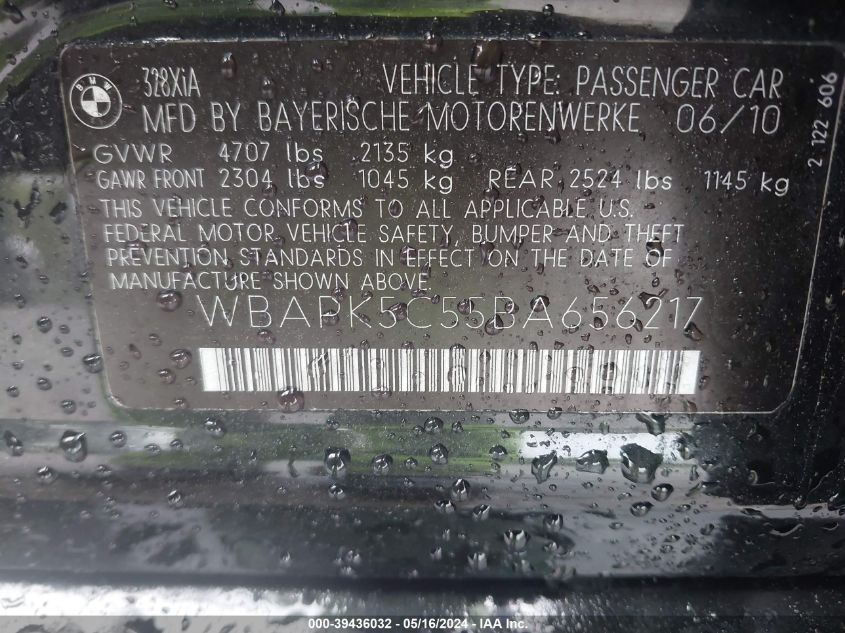 BMW
328XiA VEHICLE TYPE: PASSENGER CAR
MFD BY BAYERISCHE MOTORENWERKE 06/10
GVWR 4707 lbs 2135 kg
GAWR FRONT 2304 lbs 1045 kg REAR 2524 lbs 1145 kg
THIS VEHICLE CONFORMS TO ALL APPLICABLE U.S.
FEDERAL MOTOR VEHICLE SAFETY, BUMPER AND THEFT
PREVENTION STANDARDS IN EFFECT ON THE DATE OF
MANUFACTURE SHOWN ABOVE.
WBAPK5C55BA656217
2 122 606
000-39436032 - 05/16/2024 - IAA Inc.